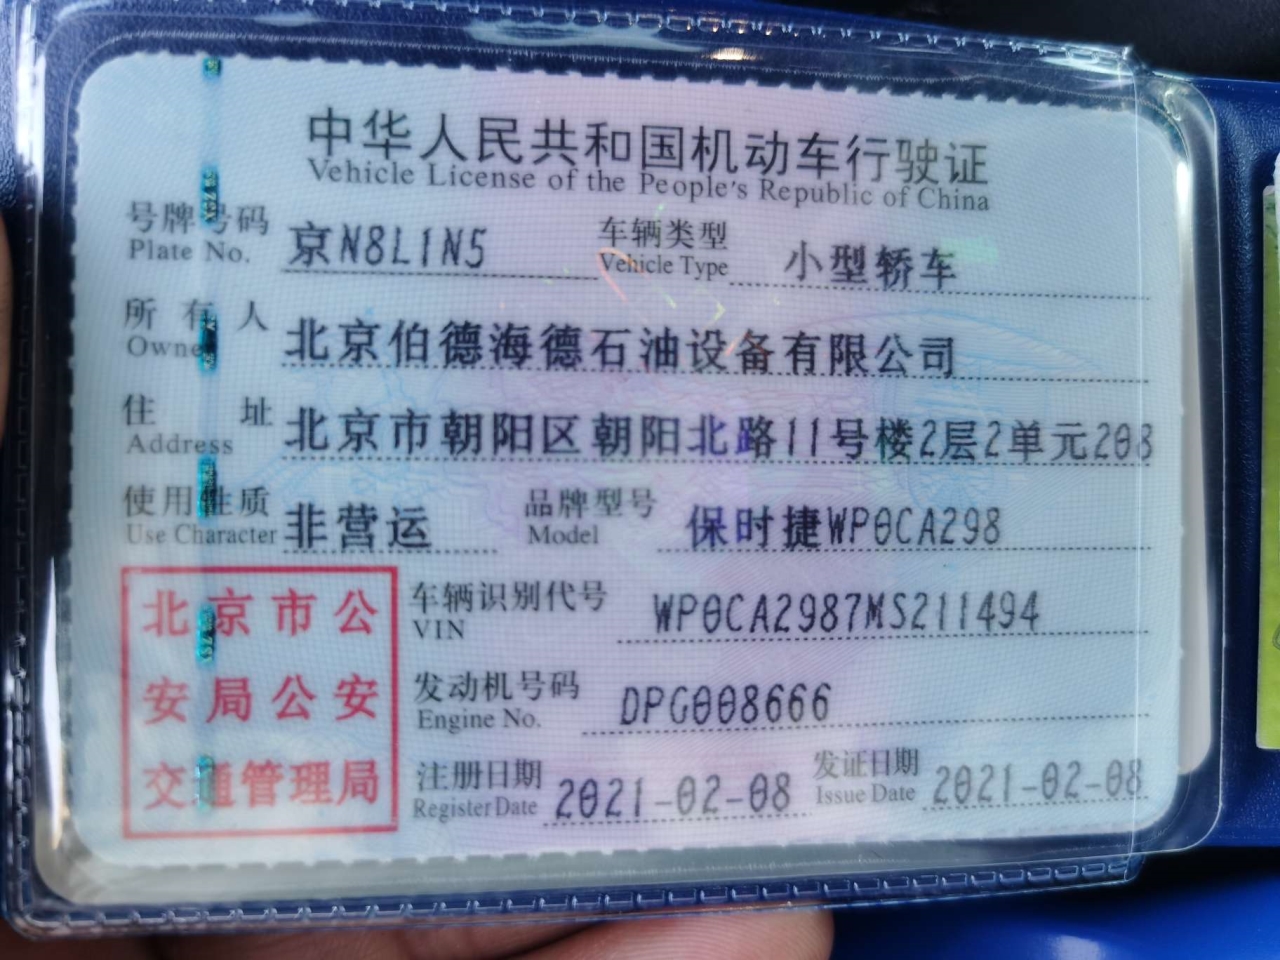 中华人民共和国机动车行驶证
Vehicle License of the People's Republic of China
号牌号码 京N8L1N5 车辆类型 小型轿车
Plate No. Vehicle Type
所有人 北京伯德海德石油设备有限公司
Owner
住址 北京市朝阳区朝阳北路11号楼2层2单元208
Address
使用性质 非营运 品牌型号 保时捷WP0CA298
Use Character Model
北京市公
安局公安
交通管理局
车辆识别代号 WP0CA2987MS211494
VIN
发动机号码 DPG008666
Engine No.
注册日期 2021-02-08 发证日期 2021-02-08
Register Date Issue Date